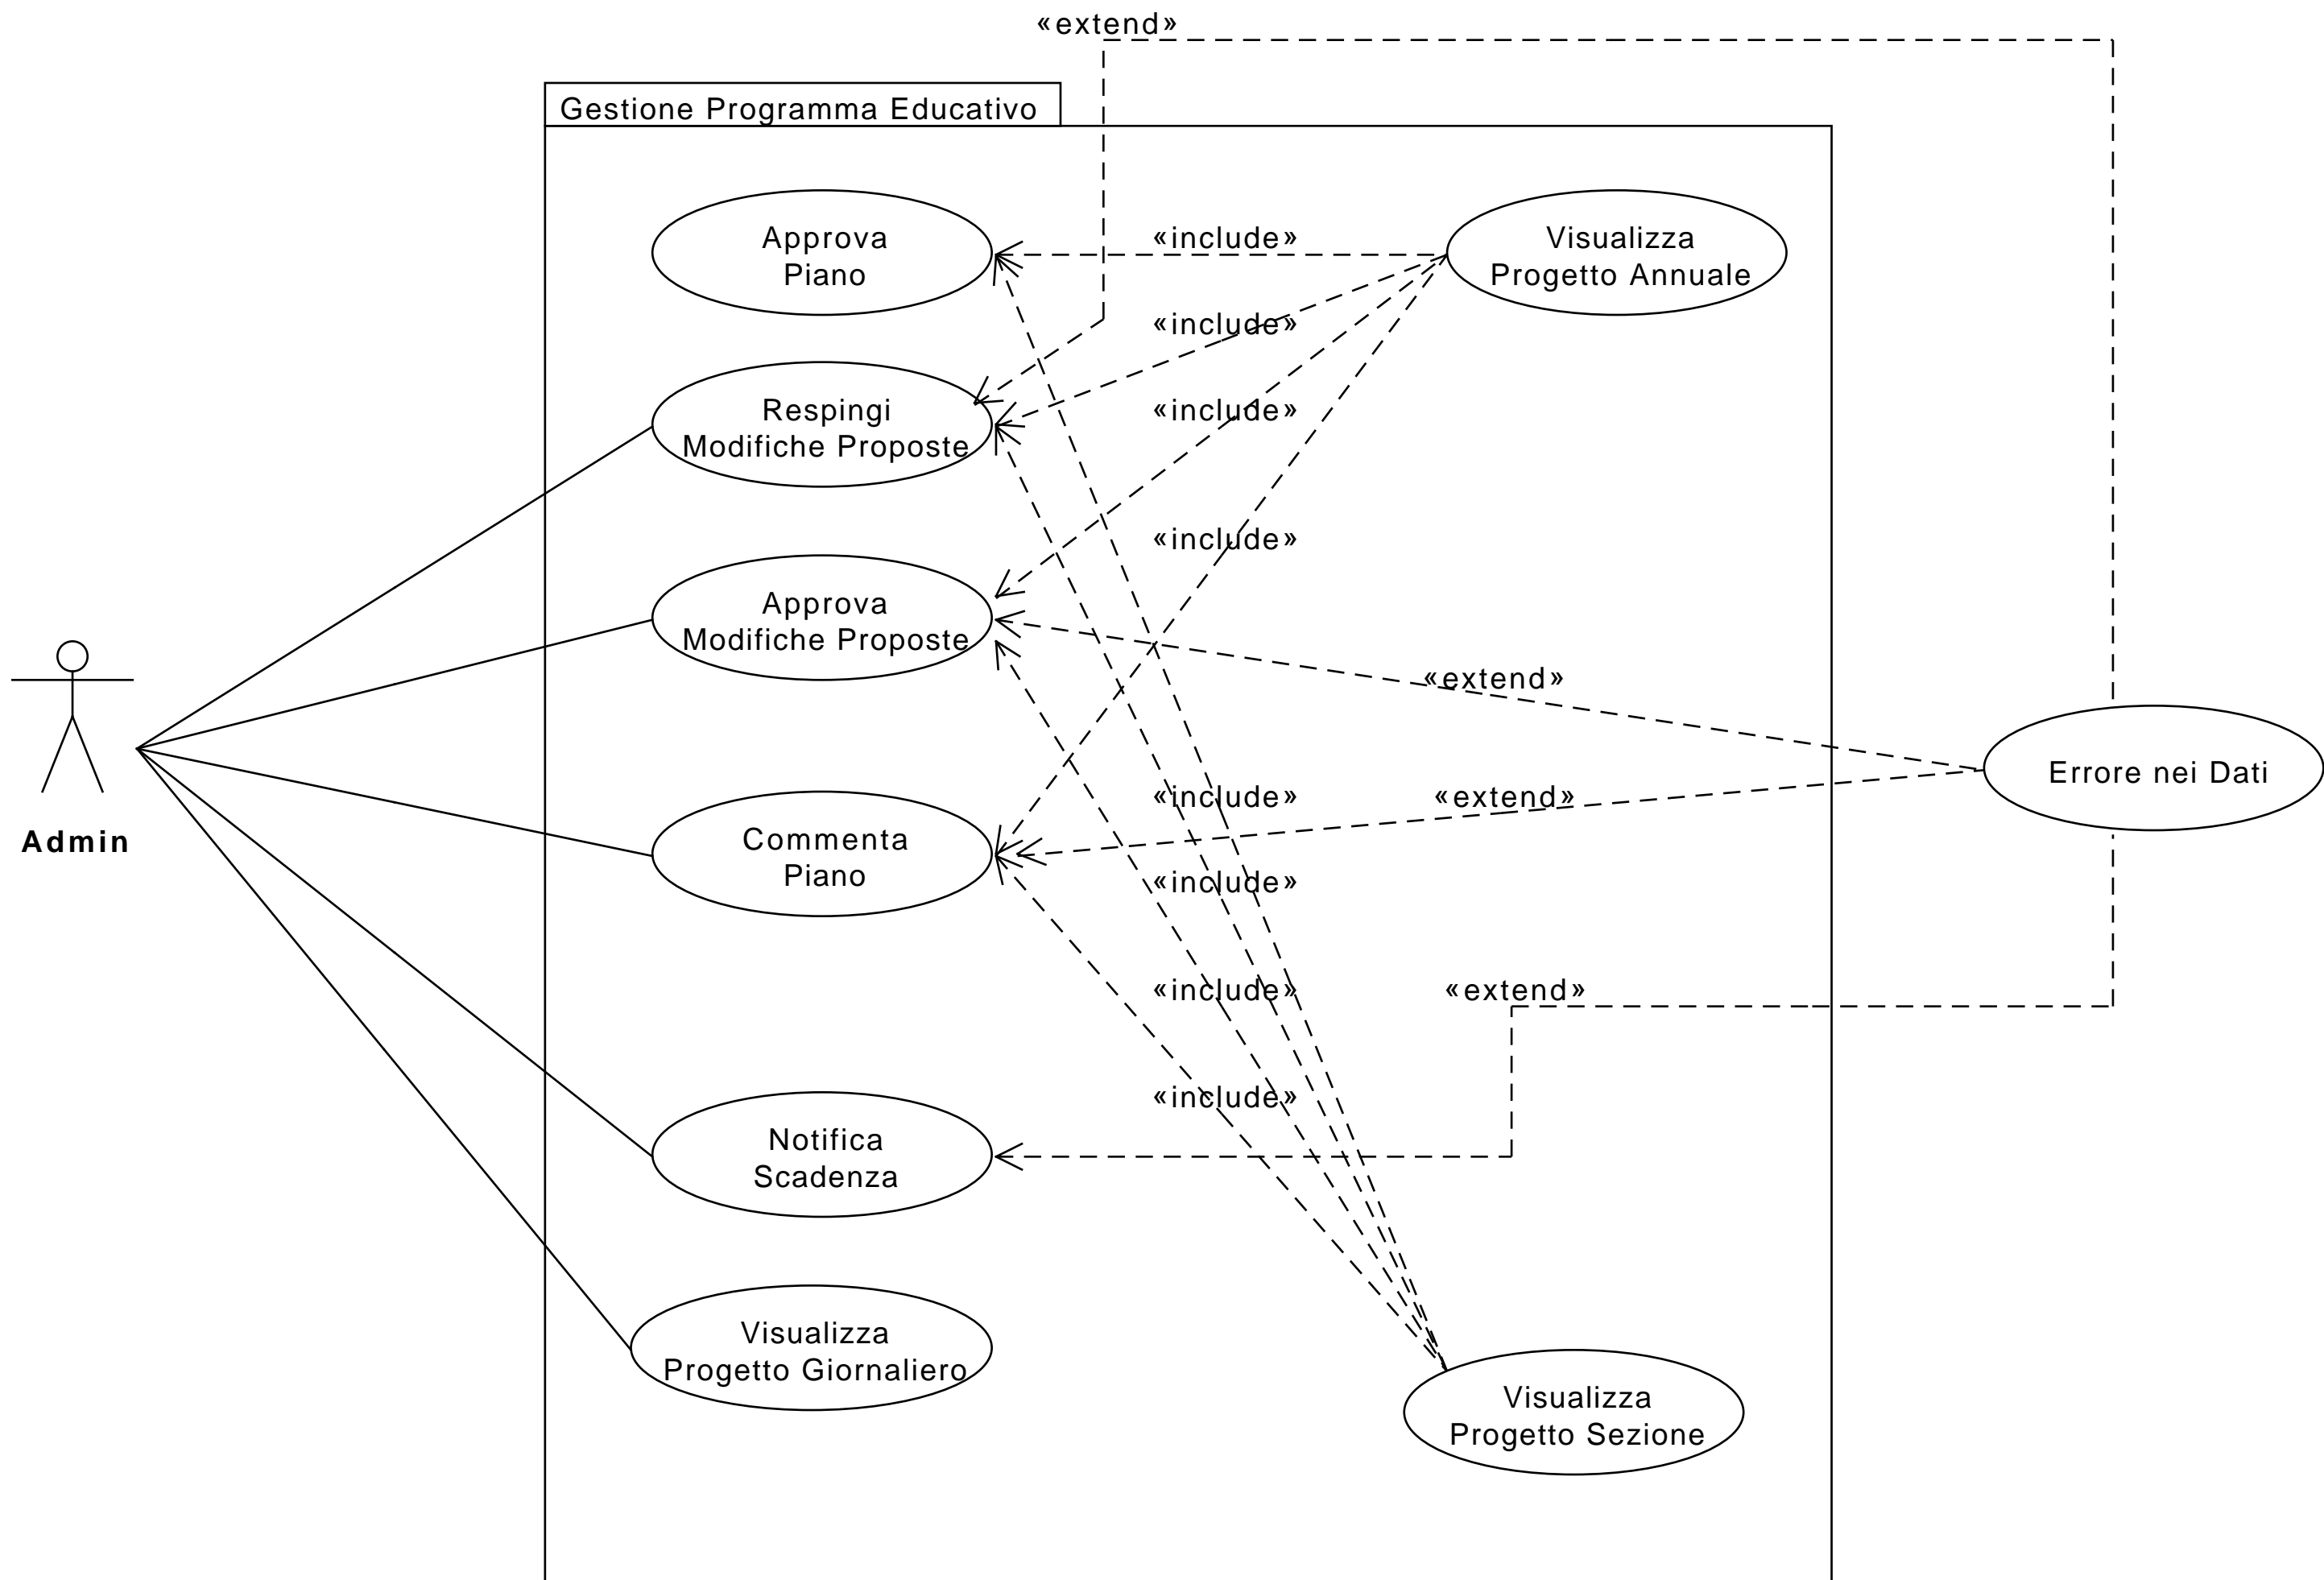 «extend»
Gestione Programma Educativo
Approva
Piano
«include»
Visualizza
Progetto Annuale
«include»
Respingi
Modifiche Proposte
«include»
«include»
Approva
Modifiche Proposte
«extend»
Errore nei Dati
Admin
«include»
«extend»
Commenta
Piano
«include»
«include»
«extend»
«include»
Notifica
Scadenza
Visualizza
Progetto Giornaliero
Visualizza
Progetto Sezione